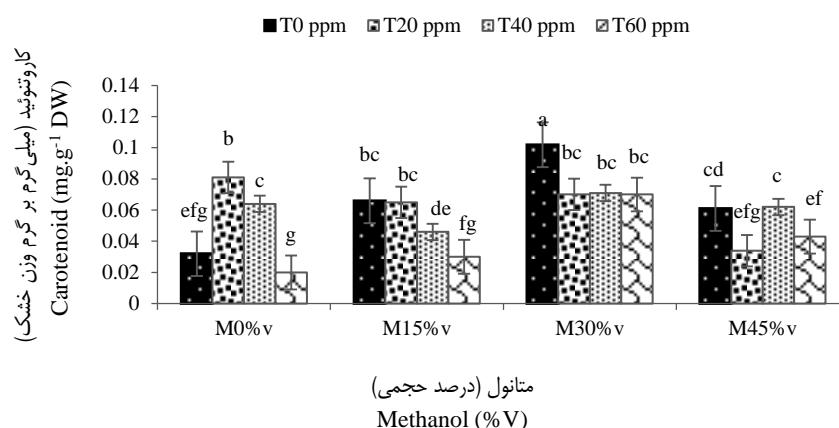 T0 ppm T20 ppm T40 ppm T60 ppm
کاروتنوئید (میلی‌گرم بر گرم وزن خشک)
Carotenoid (mg.g-1 DW)
0.14
0.12
0.1
0.08
0.06
0.04
0.02
0
efg b c g
bc bc de fg
a bc bc bc
cd efg c ef
M0%v M15%v M30%v M45%v
متانول (درصد حجمی)
Methanol (%V)